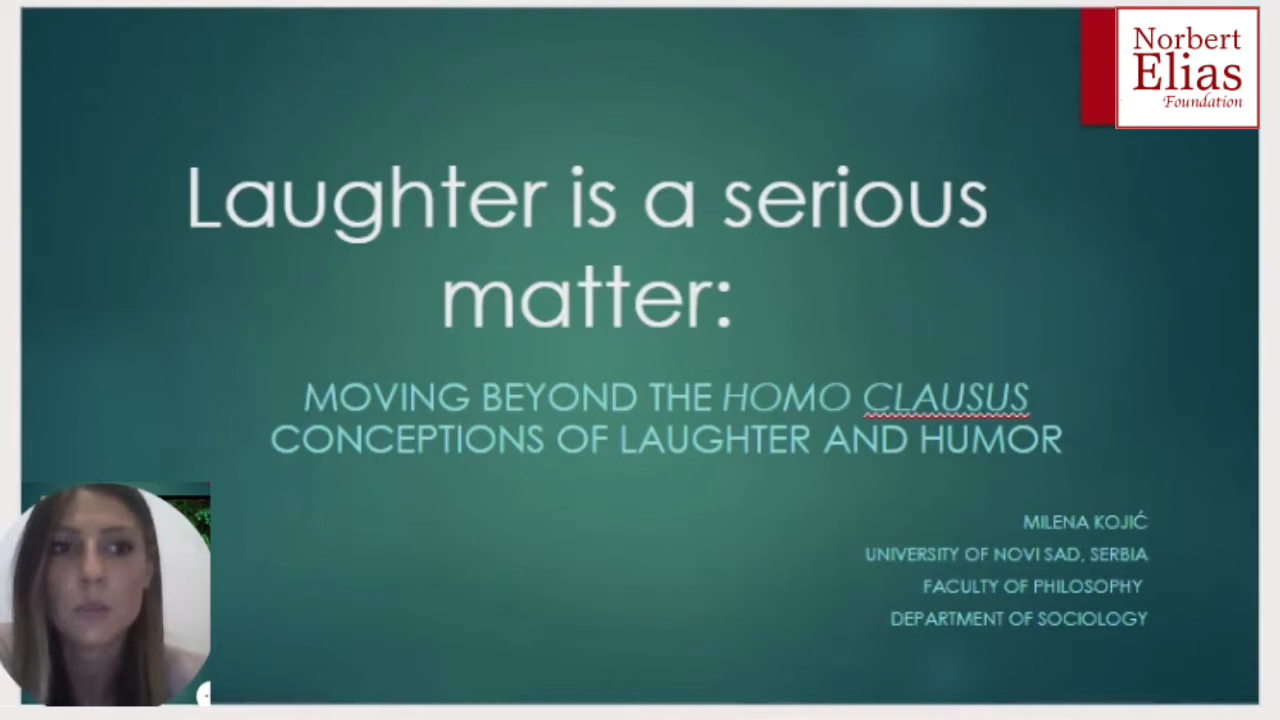 Norbert
Elias
Foundation
Laughter is a serious
matter:
MOVING BEYOND THE HOMO CLAUSUS
CONCEPTIONS OF LAUGHTER AND HUMOR
MILENA KOJIĆ
UNIVERSITY OF NOVI SAD, SERBIA
FACULTY OF PHILOSOPHY
DEPARTMENT OF SOCIOLOGY